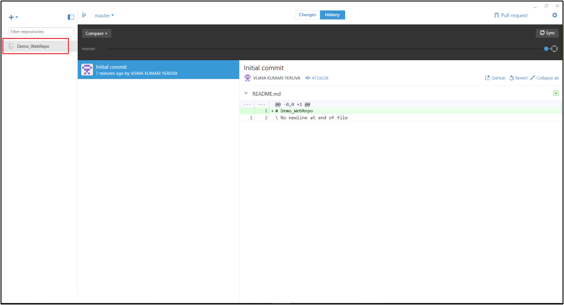 master
Changes
History
Pull request
Filter repositories
Compare
Sync
Demo_WebRepo
master
Initial commit
7 minutes ago by VIJAYA KUMARI YERUVA
Initial commit
VIJAYA KUMARI YERUVA
GitHub
Revert
Collapse all
README.md
... ... @@ -0,0 +1 @@
1 + # Demo_WebRepo
1 2 \ No newline at end of file